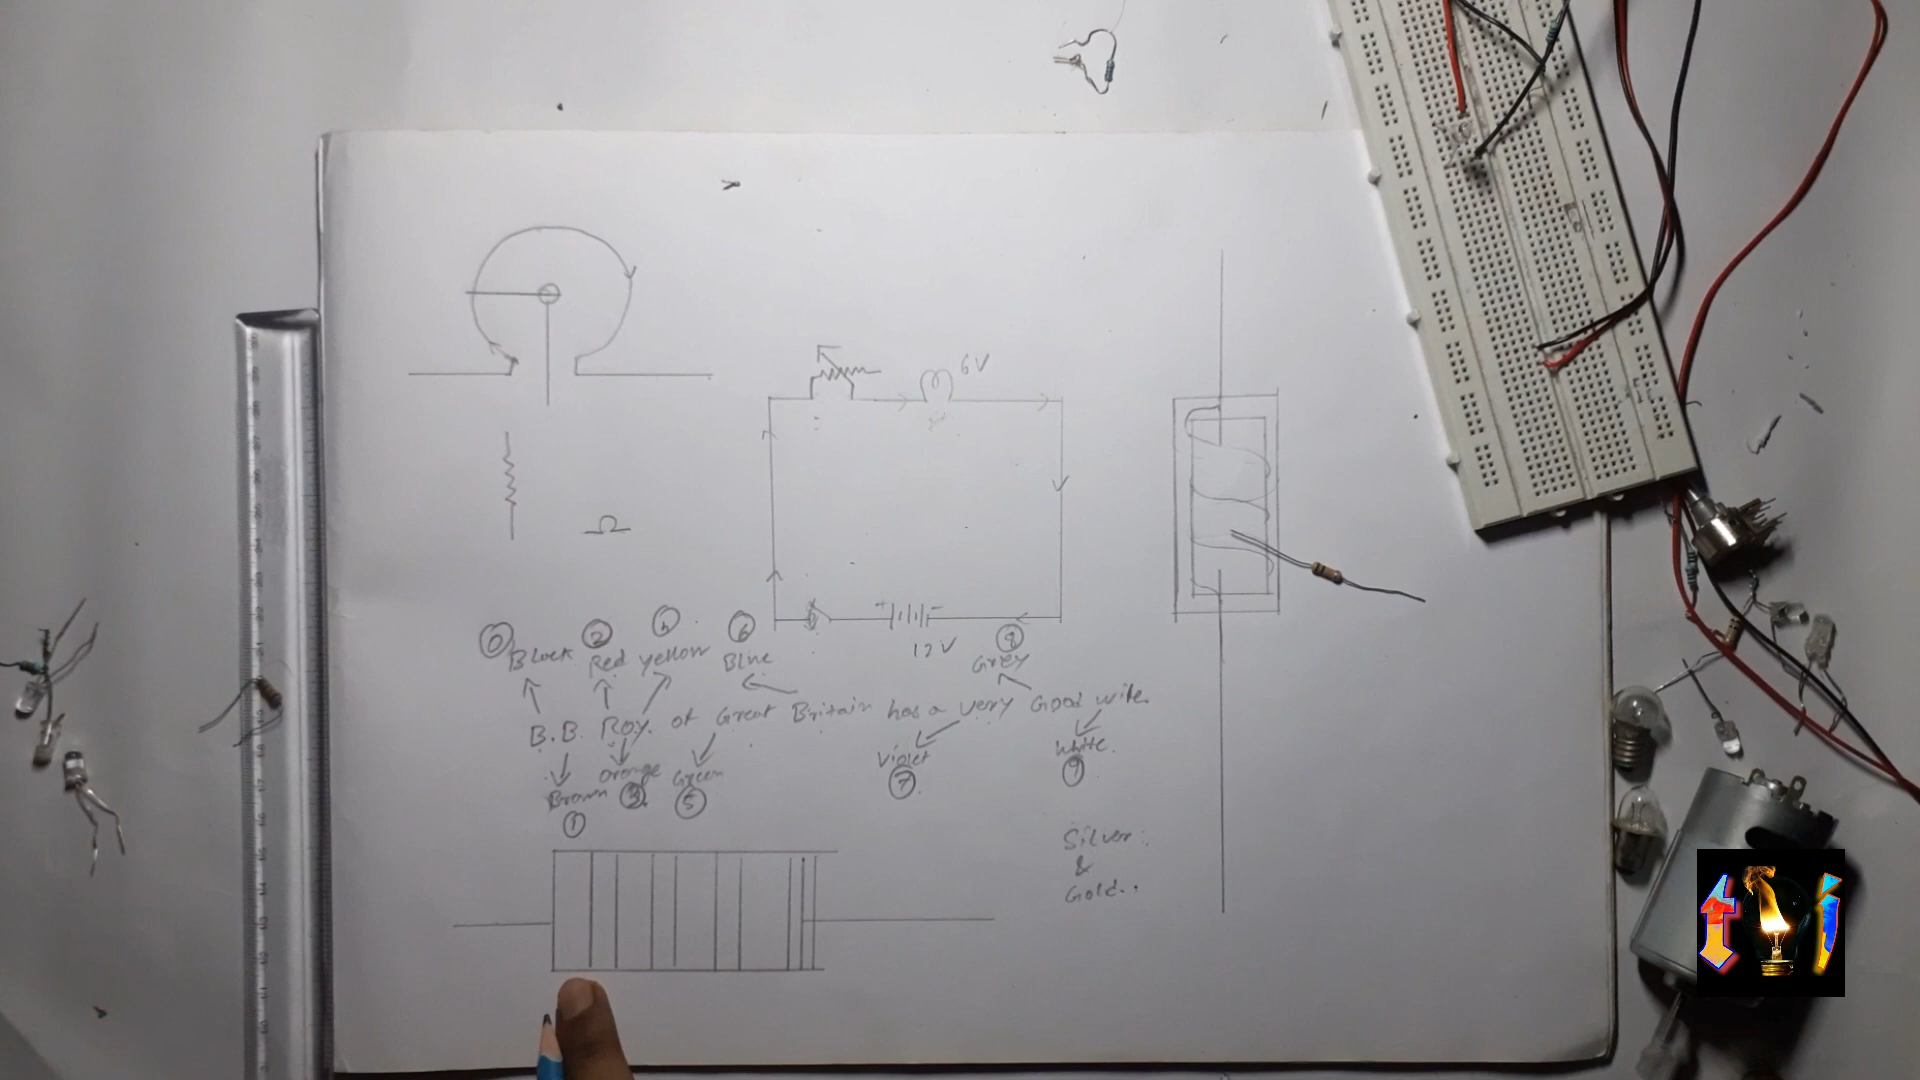 6V
Ω
+ -
12V
0 2 4 6 8
Black Red yellow Blue Grey
B.B. Roy. of Great Britain has a very Good wife.
Brown Orange Green Violet White.
1 3. 5 7. 9
Silver.
&
Gold..
t i